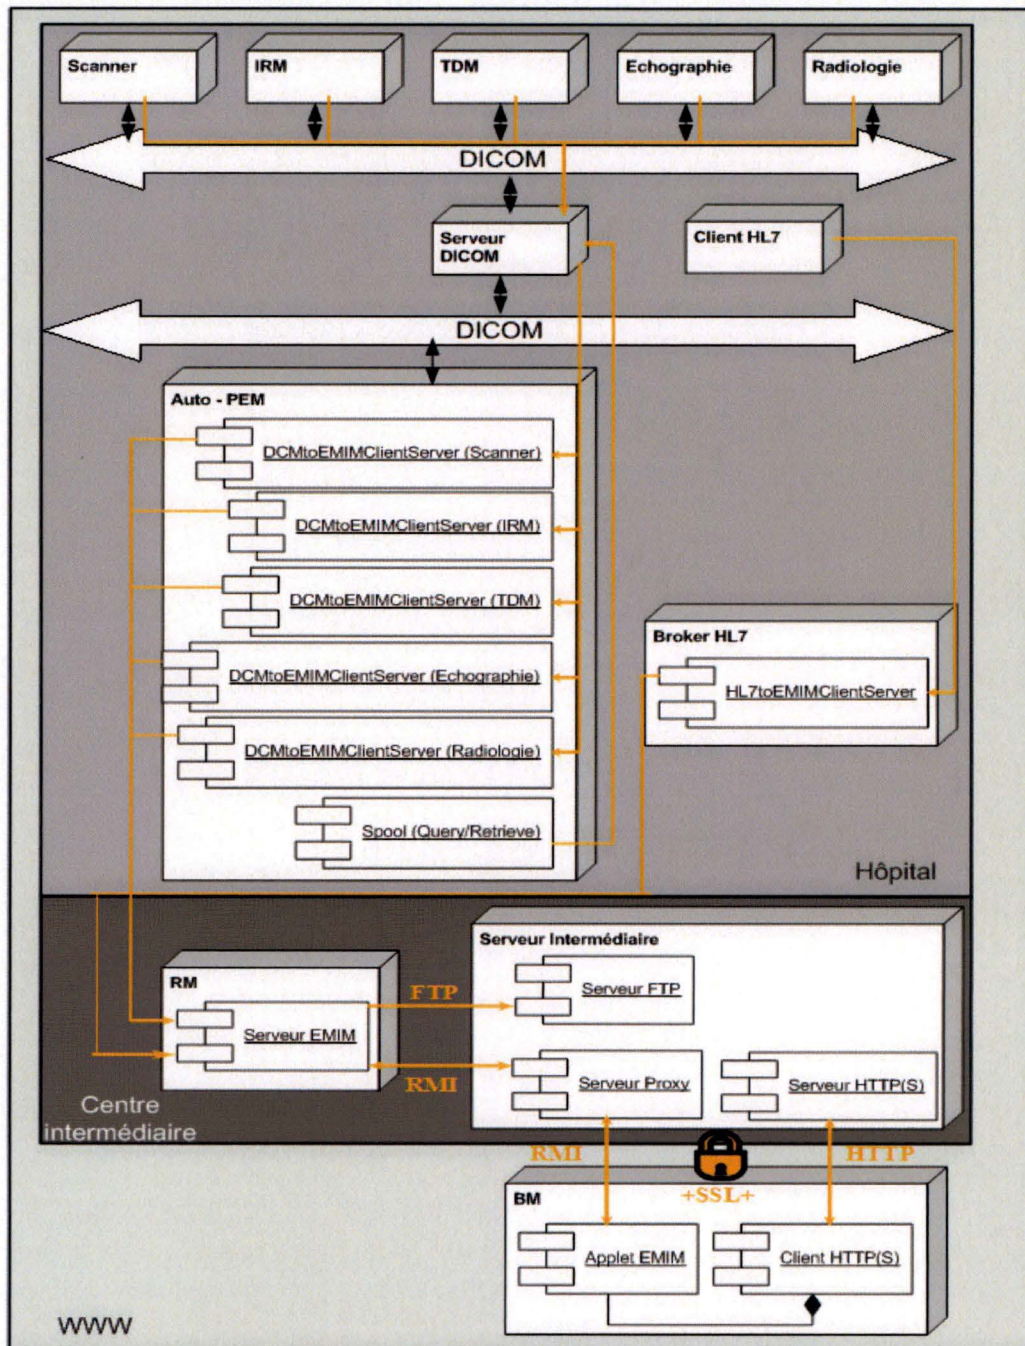 Scanner
IRM
TDM
Echographie
Radiologie
DICOM
Serveur
DICOM
Client HL7
DICOM
Auto - PEM
DCMtoEMIMClientServer (Scanner)
DCMtoEMIMClientServer (IRM)
DCMtoEMIMClientServer (TDM)
DCMtoEMIMClientServer (Echographie)
DCMtoEMIMClientServer (Radiologie)
Spool (Query/Retrieve)
Broker HL7
HL7toEMIMClientServer
Hôpital
Serveur Intermédiaire
RM
FTP
Serveur FTP
Serveur EMIM
RMI
Serveur Proxy
Serveur HTTP(S)
Centre
intermédiaire
RMI
HTTP
+SSL+
BM
Applet EMIM
Client HTTP(S)
WWW